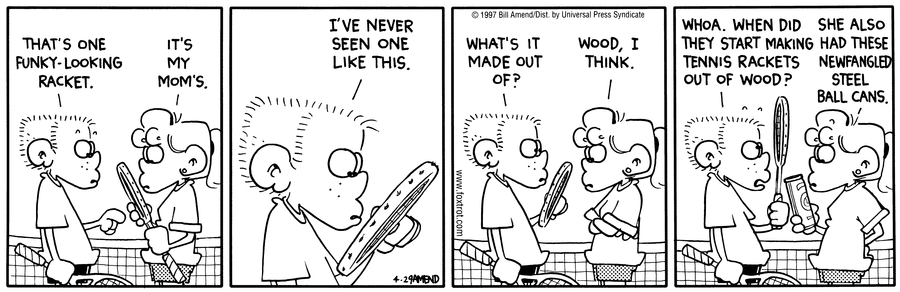 THAT'S ONE
FUNKY-LOOKING
RACKET.
IT'S
MY
MOM'S.
I'VE NEVER
SEEN ONE
LIKE THIS.
4-29 AMEND
© 1997 Bill Amend/Dist. by Universal Press Syndicate
WHAT'S IT
MADE OUT
OF?
WOOD, I
THINK.
www.foxtrot.com
WHOA. WHEN DID
THEY START MAKING
TENNIS RACKETS
OUT OF WOOD?
SHE ALSO
HAD THESE
NEWFANGLED
STEEL
BALL CANS.